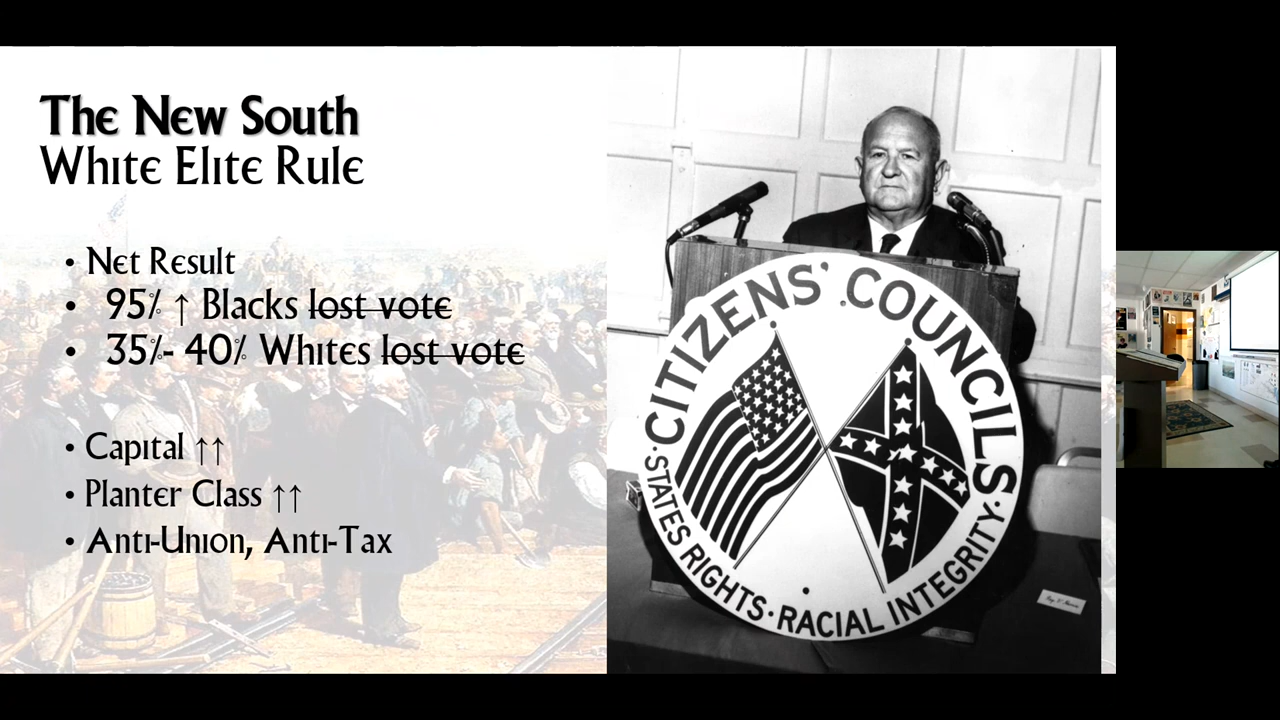 The New South
White Elite Rule
• Net Result
• 95% ↑ Blacks lost vote
• 35%- 40% Whites lost vote
• Capital ↑↑
• Planter Class ↑↑
• Anti-Union, Anti-Tax
CITIZENS' COUNCILS
STATES RIGHTS · RACIAL INTEGRITY